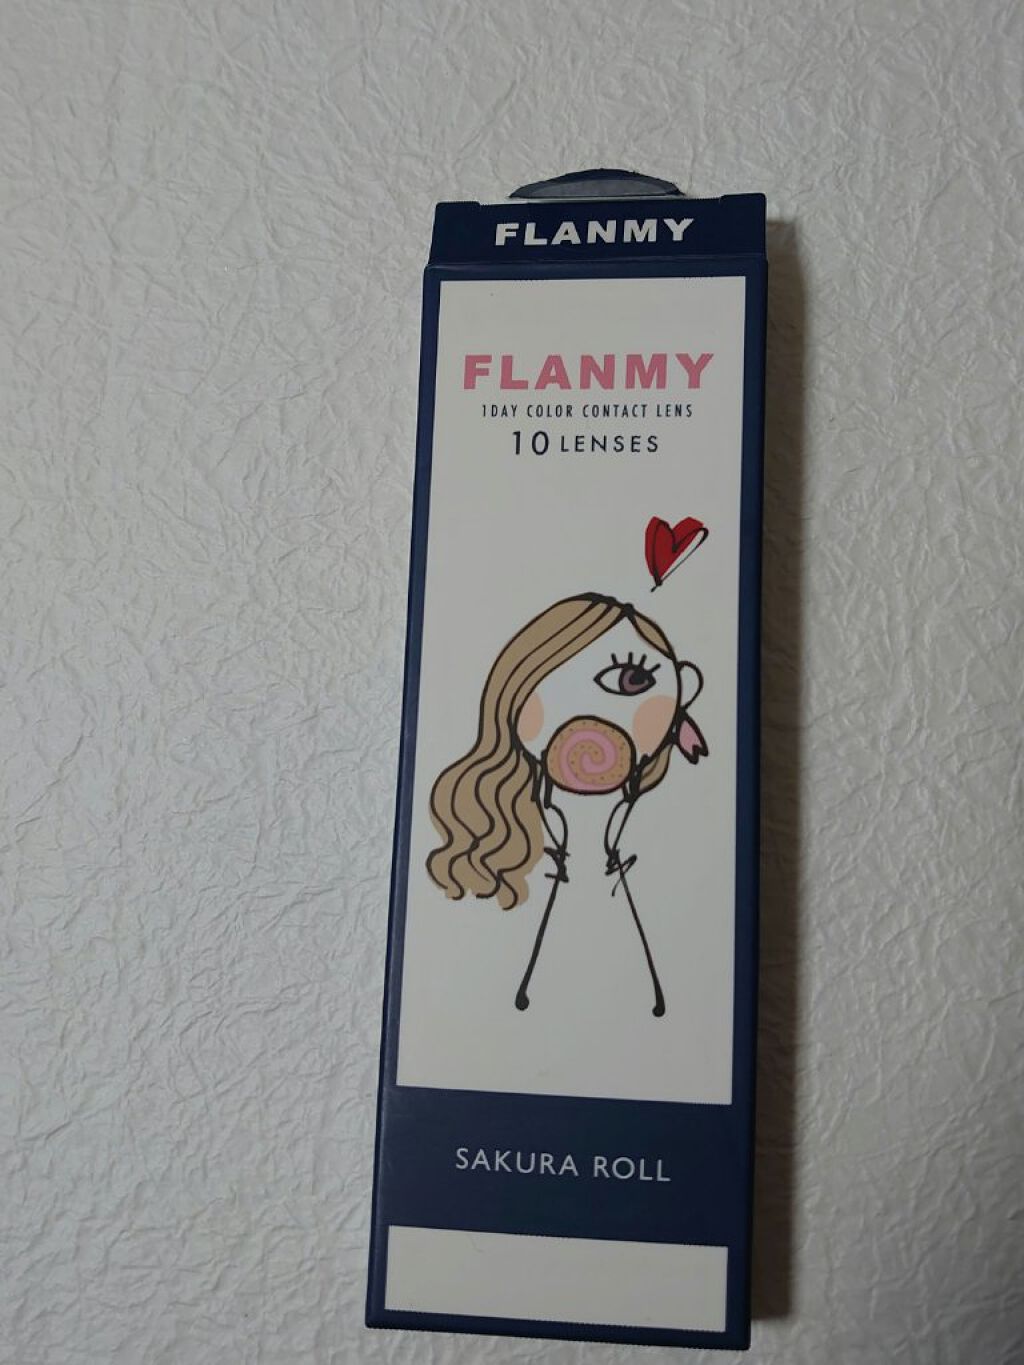 FLANMY
FLANMY
1DAY COLOR CONTACT LENS
10 LENSES
SAKURA ROLL